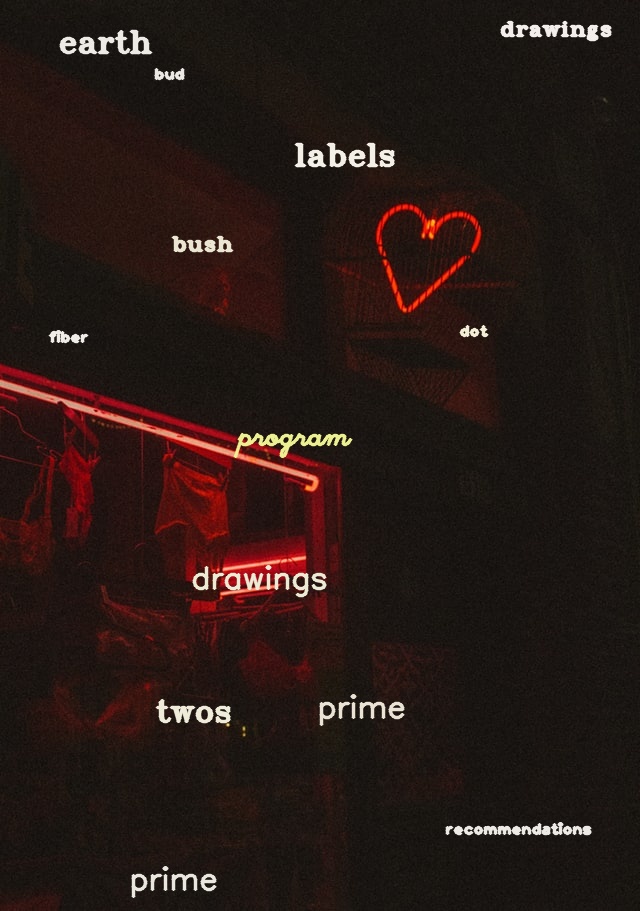 drawings
earth
bud
labels
bush
dot
fiber
program
drawings
prime
twos
recommendations
prime